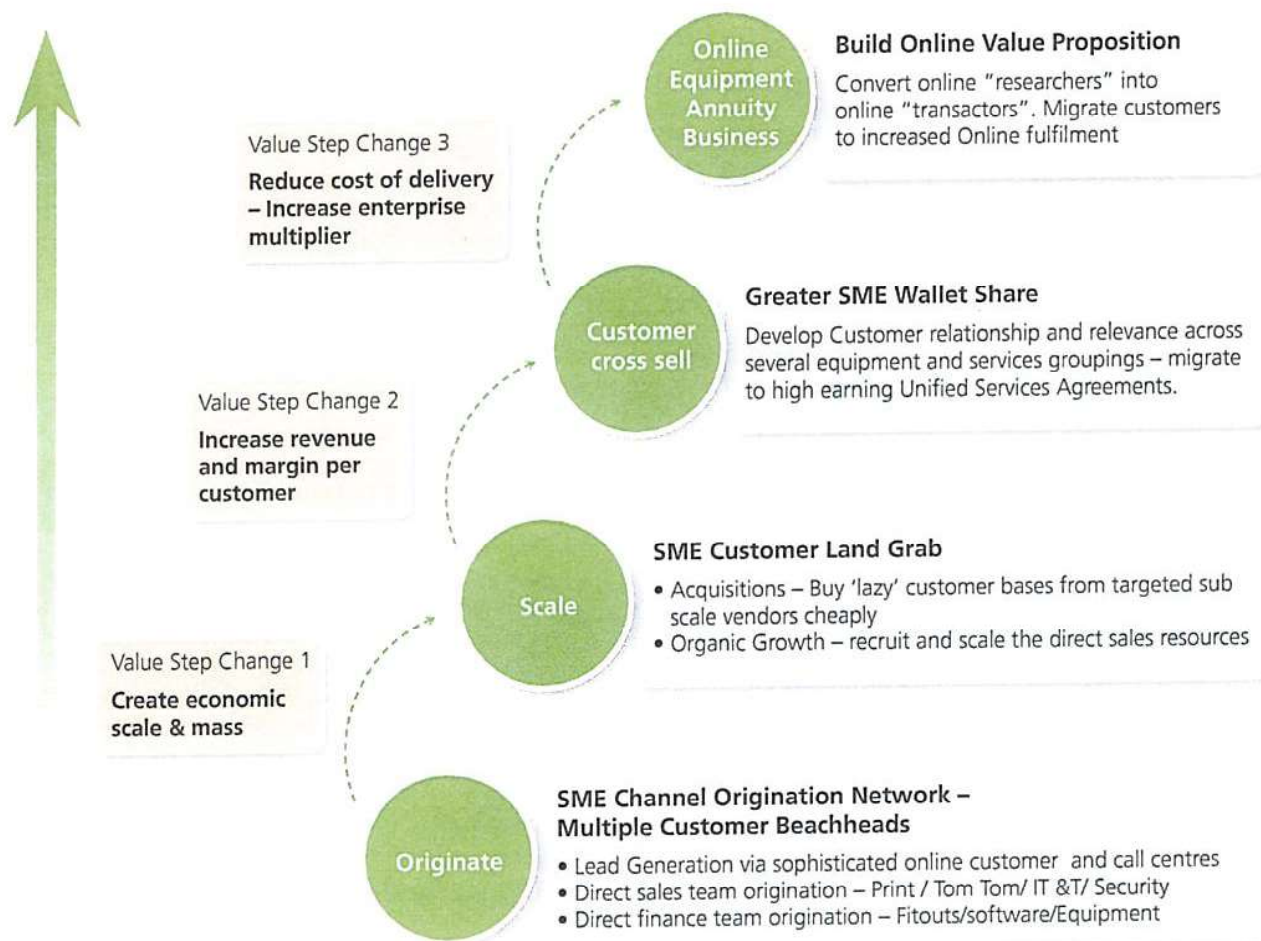 Online
Equipment
Annuity
Business
Build Online Value Proposition
Convert online "researchers" into
online "transactors". Migrate customers
to increased Online fulfilment
Value Step Change 3
Reduce cost of delivery
– Increase enterprise
multiplier
Customer
cross sell
Greater SME Wallet Share
Develop Customer relationship and relevance across
several equipment and services groupings – migrate
to high earning Unified Services Agreements.
Value Step Change 2
Increase revenue
and margin per
customer
Scale
SME Customer Land Grab
• Acquisitions – Buy 'lazy' customer bases from targeted sub
scale vendors cheaply
• Organic Growth – recruit and scale the direct sales resources
Value Step Change 1
Create economic
scale & mass
Originate
SME Channel Origination Network –
Multiple Customer Beachheads
• Lead Generation via sophisticated online customer and call centres
• Direct sales team origination – Print / Tom Tom/ IT &T/ Security
• Direct finance team origination – Fitouts/software/Equipment